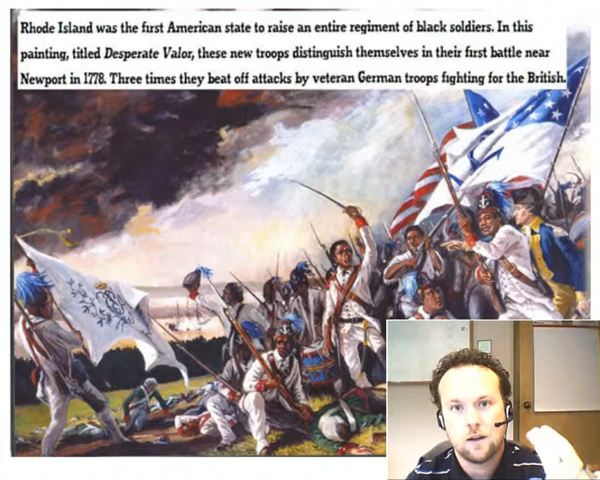 Rhode Island was the first American state to raise an entire regiment of black soldiers. In this
painting, titled Desperate Valor, these new troops distinguish themselves in their first battle near
Newport in 1778. Three times they beat off attacks by veteran German troops fighting for the British.